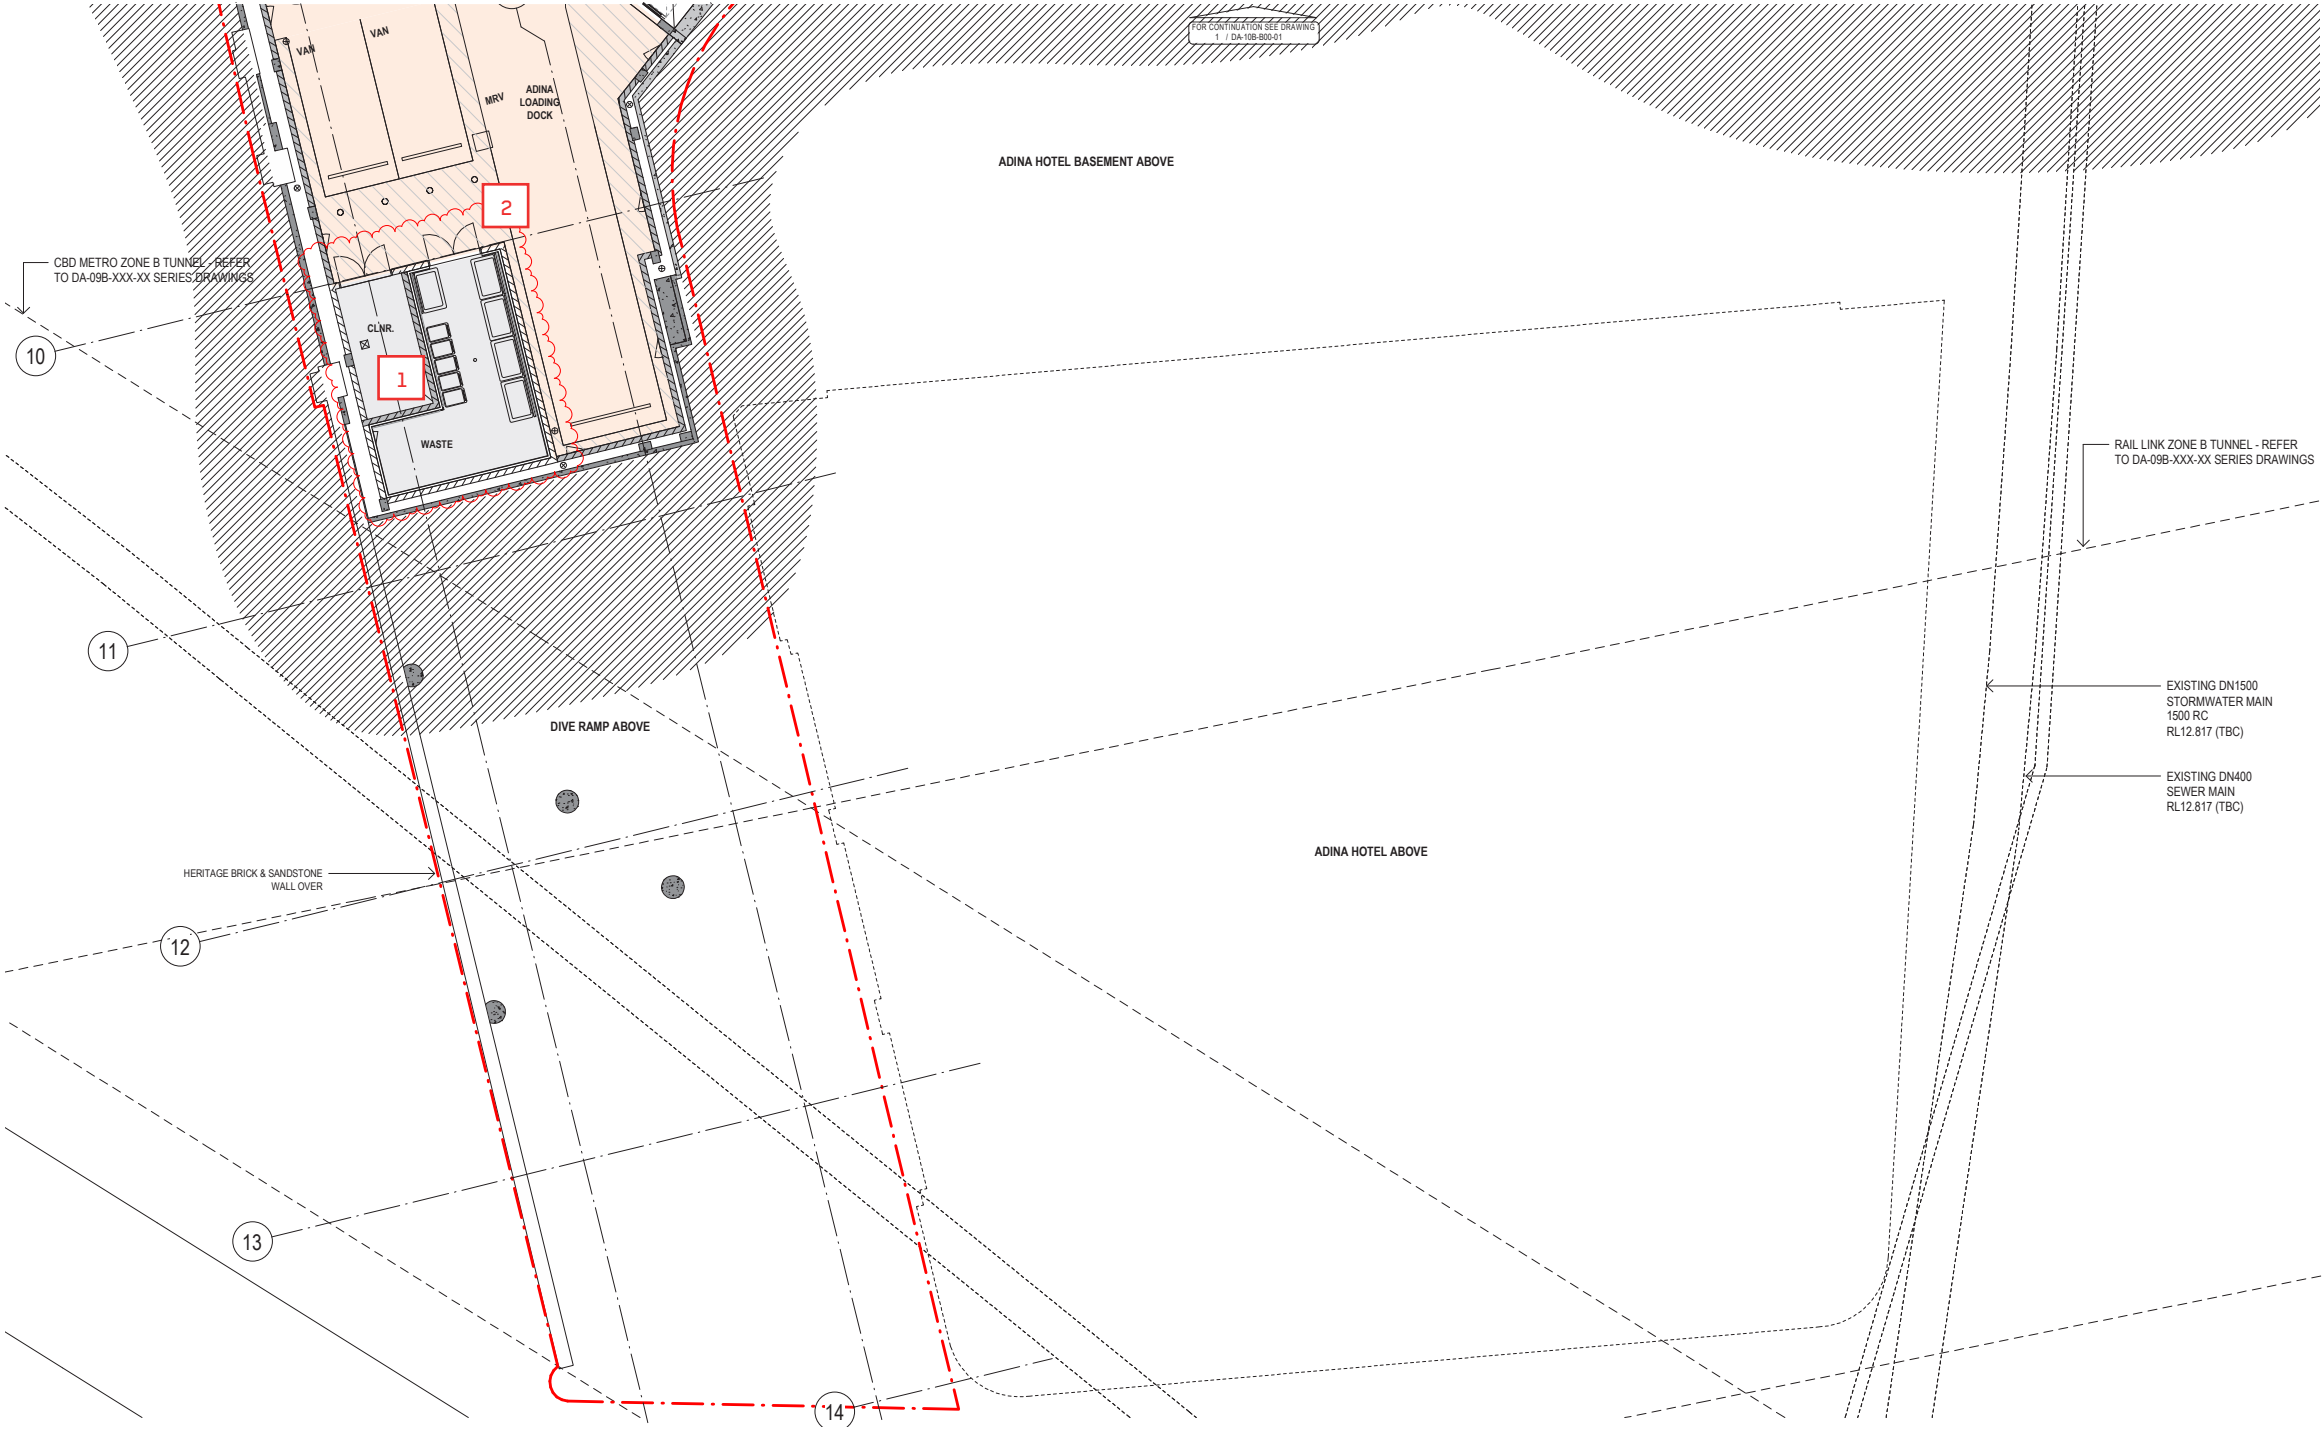 FOR CONTINUATION SEE DRAWING
1 / DA-10B-B00-01
VAN
VAN
MRV
ADINA
LOADING
DOCK
ADINA HOTEL BASEMENT ABOVE
2
CBD METRO ZONE B TUNNEL - REFER
TO DA-09B-XXX-XX SERIES DRAWINGS
CLNR.
10
1
WASTE
RAIL LINK ZONE B TUNNEL - REFER
TO DA-09B-XXX-XX SERIES DRAWINGS
11
EXISTING DN1500
STORMWATER MAIN
1500 RC
RL12.817 (TBC)
DIVE RAMP ABOVE
EXISTING DN400
SEWER MAIN
RL12.817 (TBC)
ADINA HOTEL ABOVE
HERITAGE BRICK & SANDSTONE
WALL OVER
12
13
14